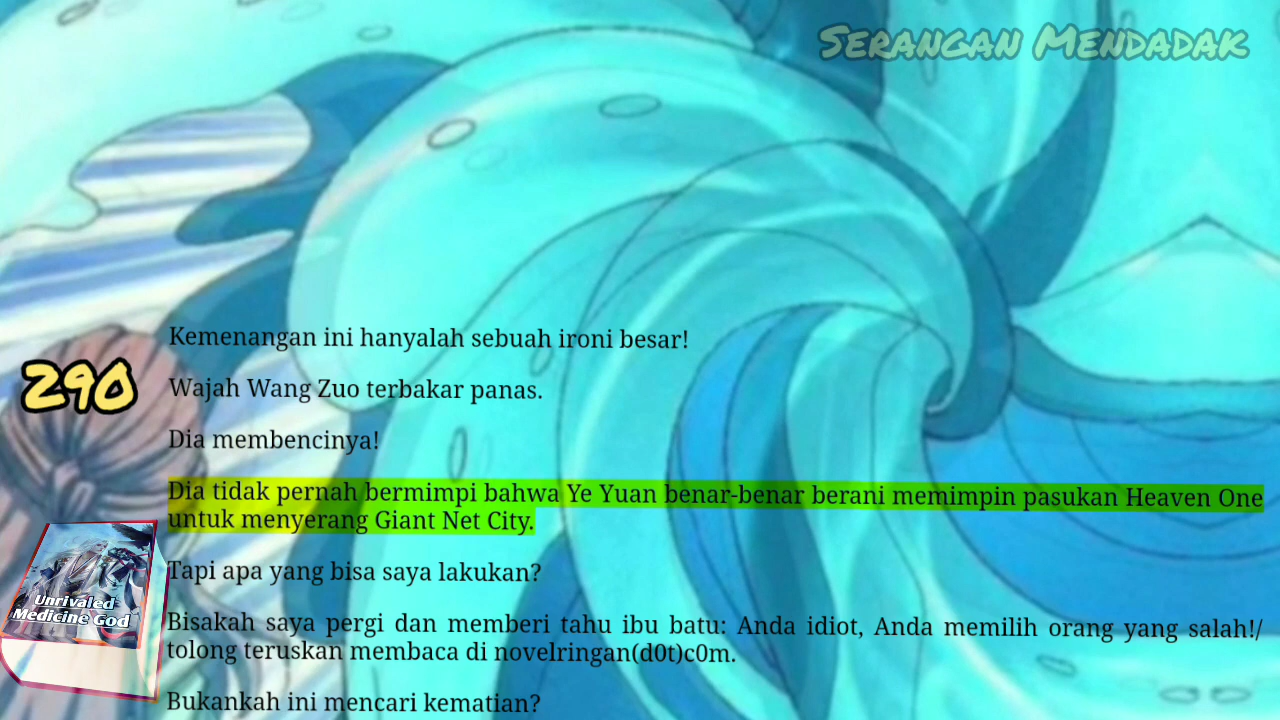 Serangan Mendadak
Kemenangan ini hanyalah sebuah ironi besar!
290
Wajah Wang Zuo terbakar panas.
Dia membencinya!
Dia tidak pernah bermimpi bahwa Ye Yuan benar-benar berani memimpin pasukan Heaven One
untuk menyerang Giant Net City.
Tapi apa yang bisa saya lakukan?
Unrivaled
Medicine God
Bisakah saya pergi dan memberi tahu ibu batu: Anda idiot, Anda memilih orang yang salah!/
tolong teruskan membaca di novelringan(d0t)c0m.
Bukankah ini mencari kematian?